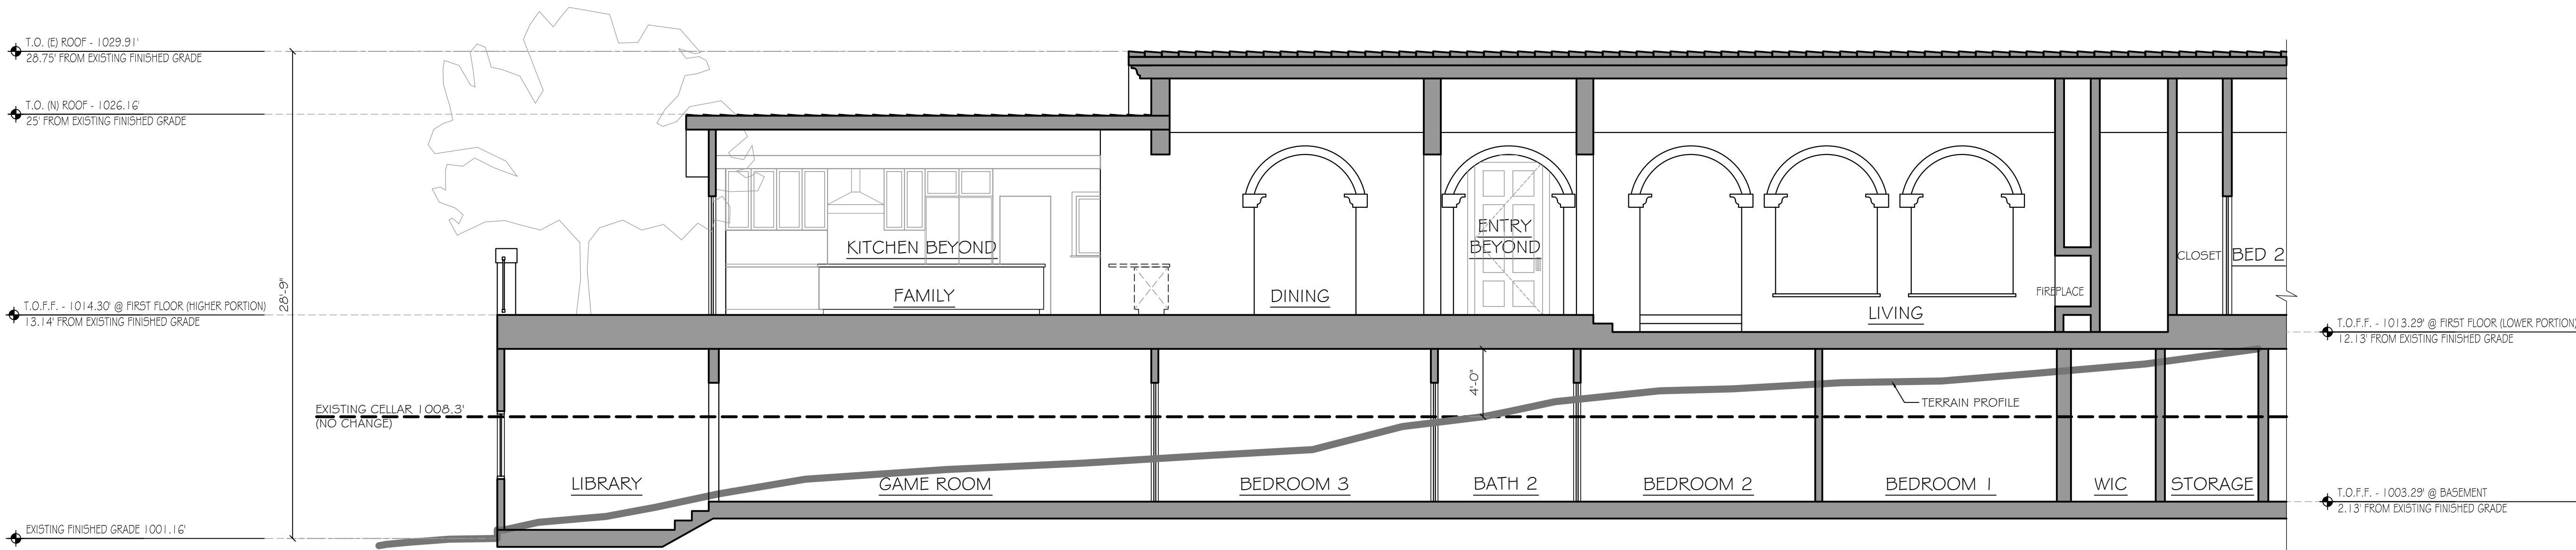 T.O. (E) ROOF - 1029.91'
28.75' FROM EXISTING FINISHED GRADE
T.O. (N) ROOF - 1026.16'
25' FROM EXISTING FINISHED GRADE
28'-9"
T.O.F.F. - 1014.30' @ FIRST FLOOR (HIGHER PORTION)
13.14' FROM EXISTING FINISHED GRADE
KITCHEN BEYOND
FAMILY
DINING
ENTRY
BEYOND
LIVING
FIREPLACE
CLOSET
BED 2
T.O.F.F. - 1013.29' @ FIRST FLOOR (LOWER PORTION)
12.13' FROM EXISTING FINISHED GRADE
4'-0"
TERRAIN PROFILE
EXISTING CELLAR 1008.3'
(NO CHANGE)
LIBRARY
GAME ROOM
BEDROOM 3
BATH 2
BEDROOM 2
BEDROOM 1
WIC
STORAGE
T.O.F.F. - 1003.29' @ BASEMENT
2.13' FROM EXISTING FINISHED GRADE
EXISTING FINISHED GRADE 1001.16'